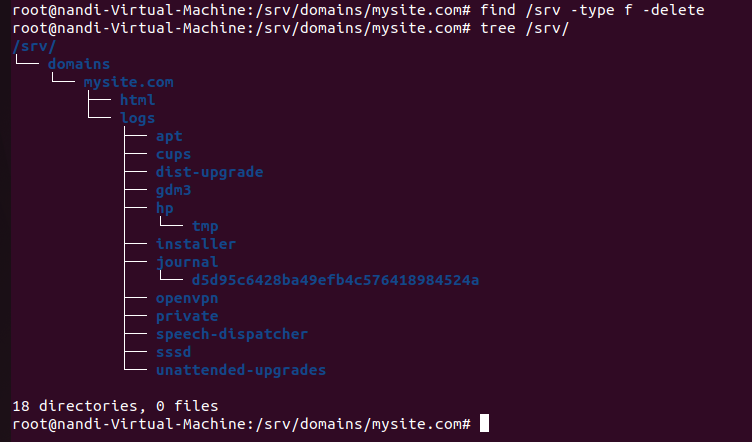 root@nandi-Virtual-Machine:/srv/domains/mysite.com# find /srv -type f -delete
root@nandi-Virtual-Machine:/srv/domains/mysite.com# tree /srv/
/srv/
└── domains
    └── mysite.com
        ├── html
        └── logs
            ├── apt
            ├── cups
            ├── dist-upgrade
            ├── gdm3
            ├── hp
            │   └── tmp
            ├── installer
            ├── journal
            │   └── d5d95c6428ba49efb4c576418984524a
            ├── openvpn
            ├── private
            ├── speech-dispatcher
            ├── sssd
            └── unattended-upgrades
18 directories, 0 files
root@nandi-Virtual-Machine:/srv/domains/mysite.com#